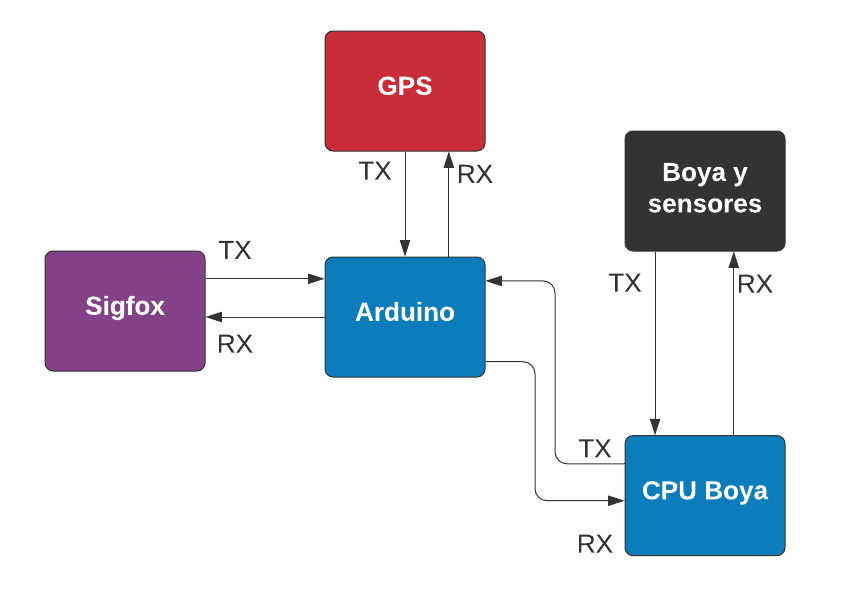 GPS
TX
RX
Boya y
sensores
TX
Sigfox
RX
Arduino
TX
RX
TX
CPU Boya
RX